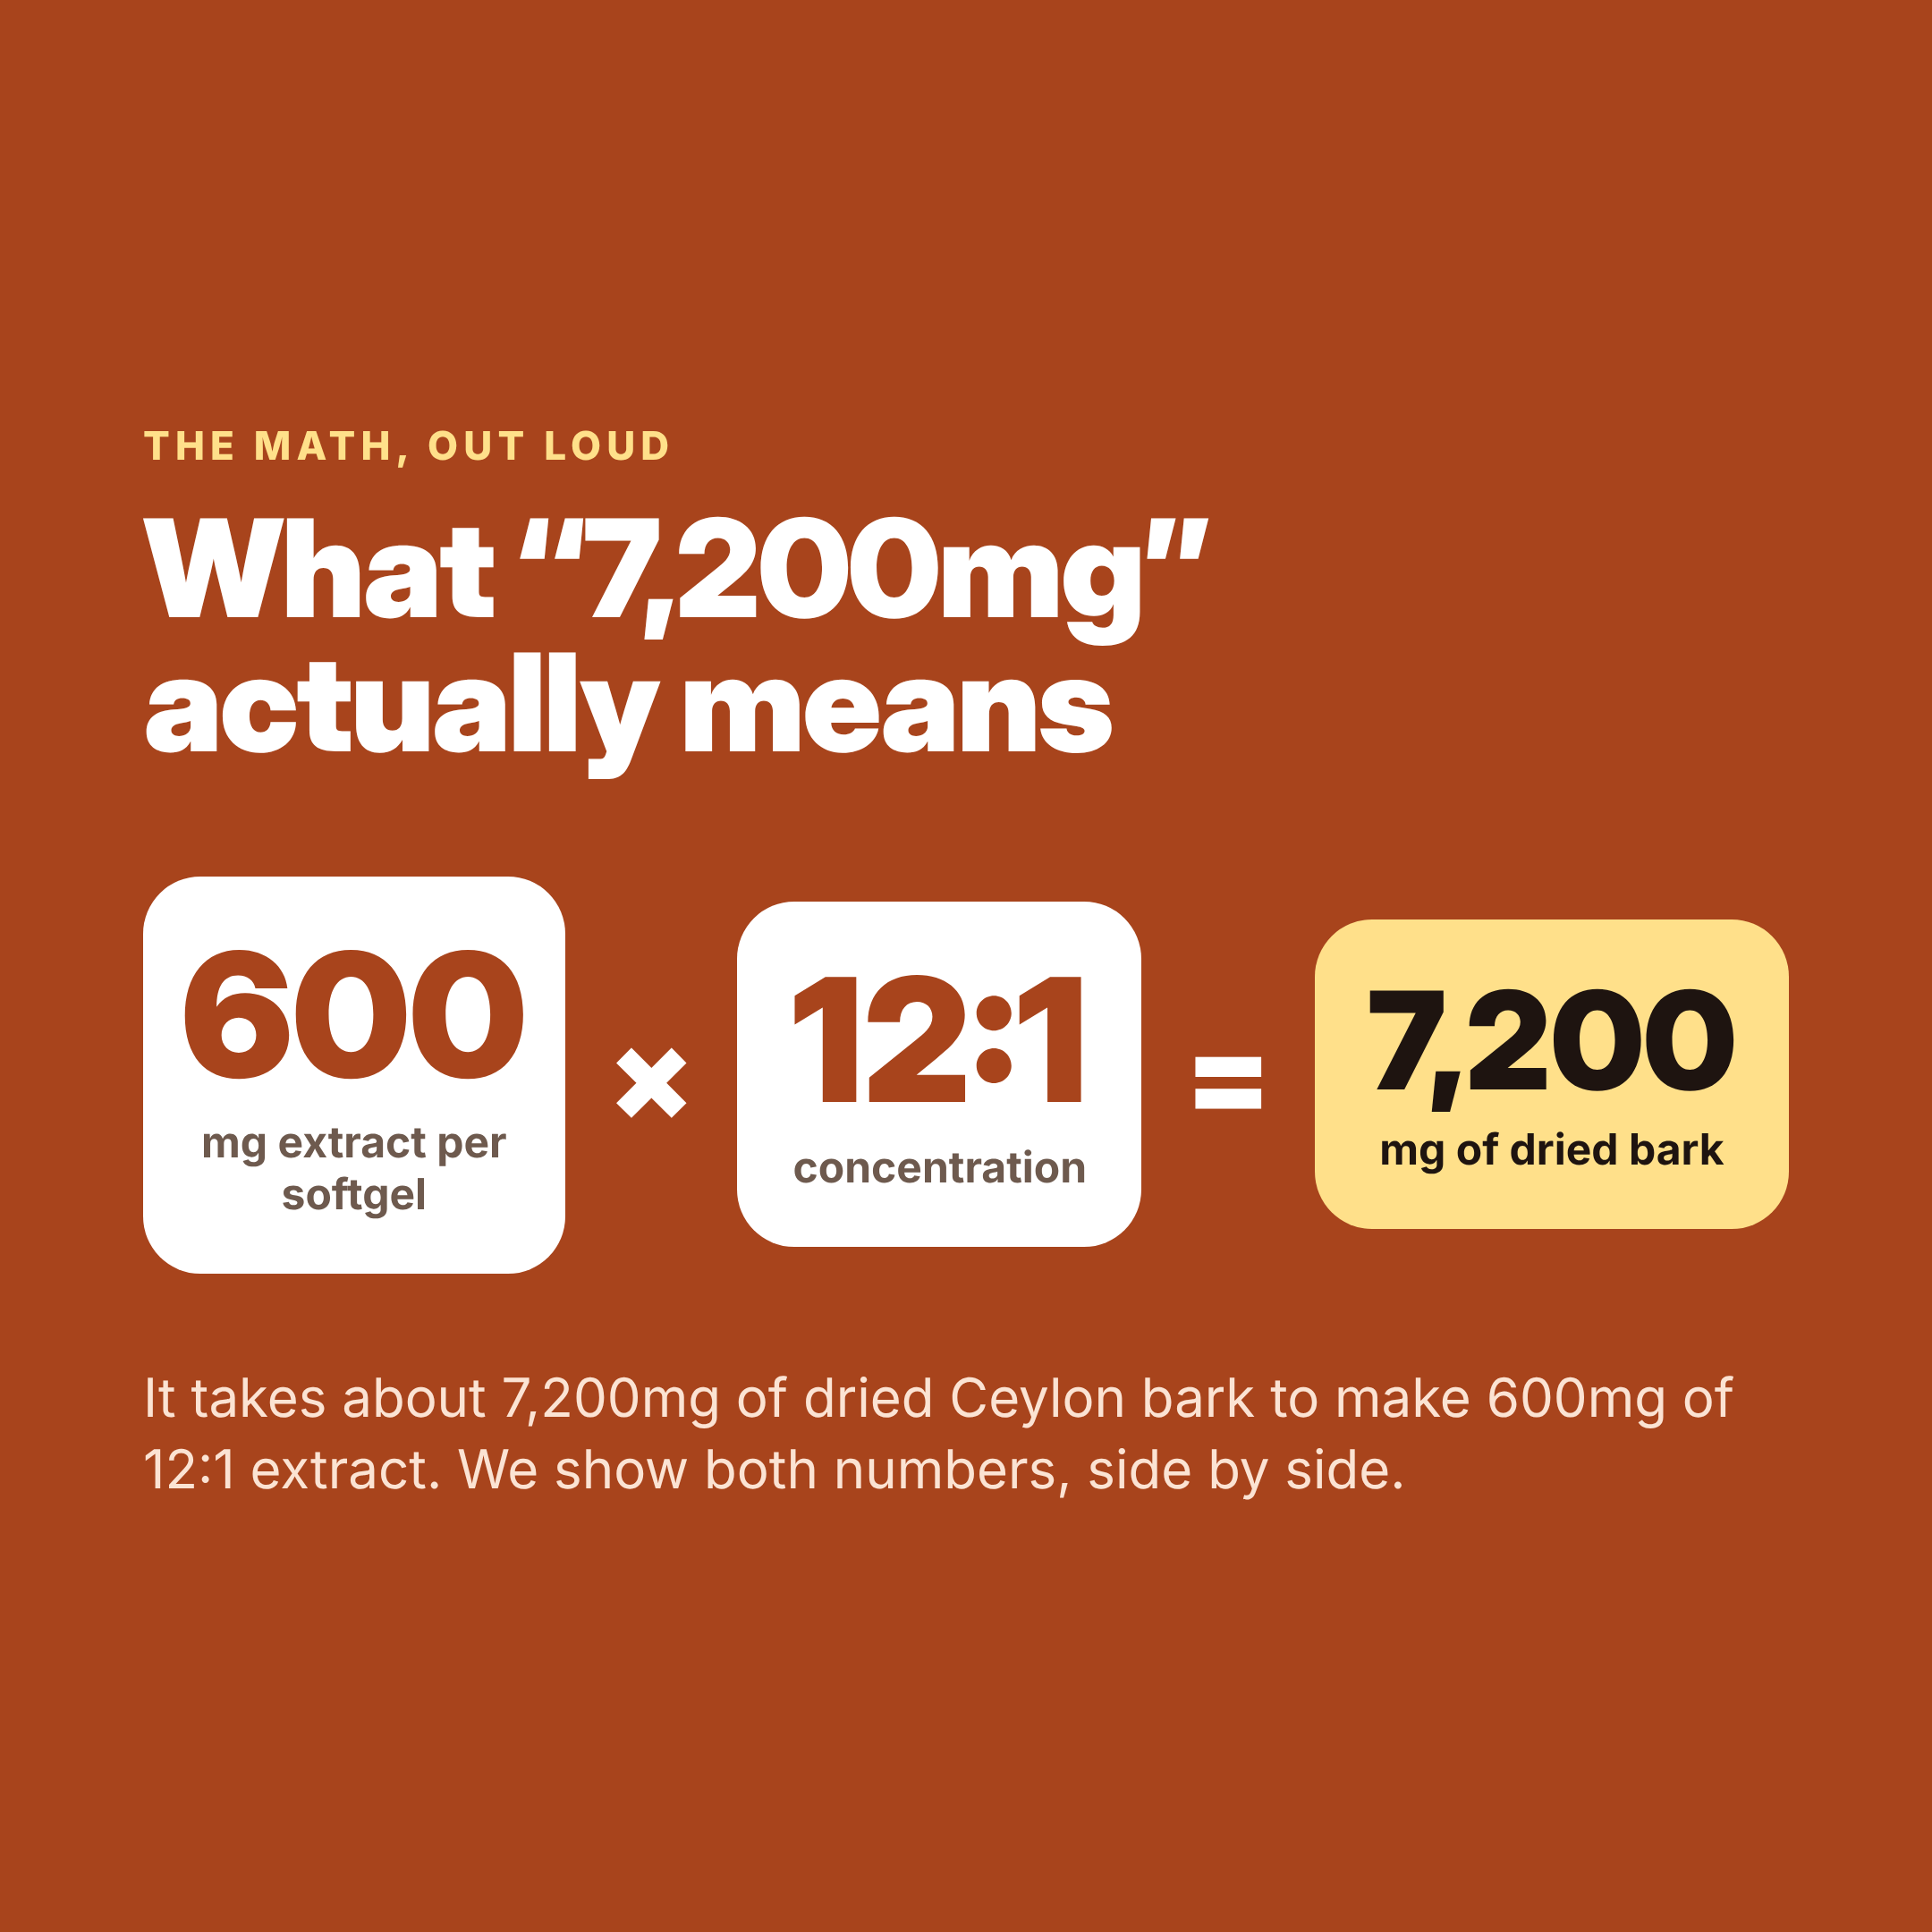 THE MATH, OUT LOUD
What "7,200mg"
actually means
600
mg extract per
softgel
×
12:1
concentration
=
7,200
mg of dried bark
It takes about 7,200mg of dried Ceylon bark to make 600mg of
12:1 extract. We show both numbers, side by side.